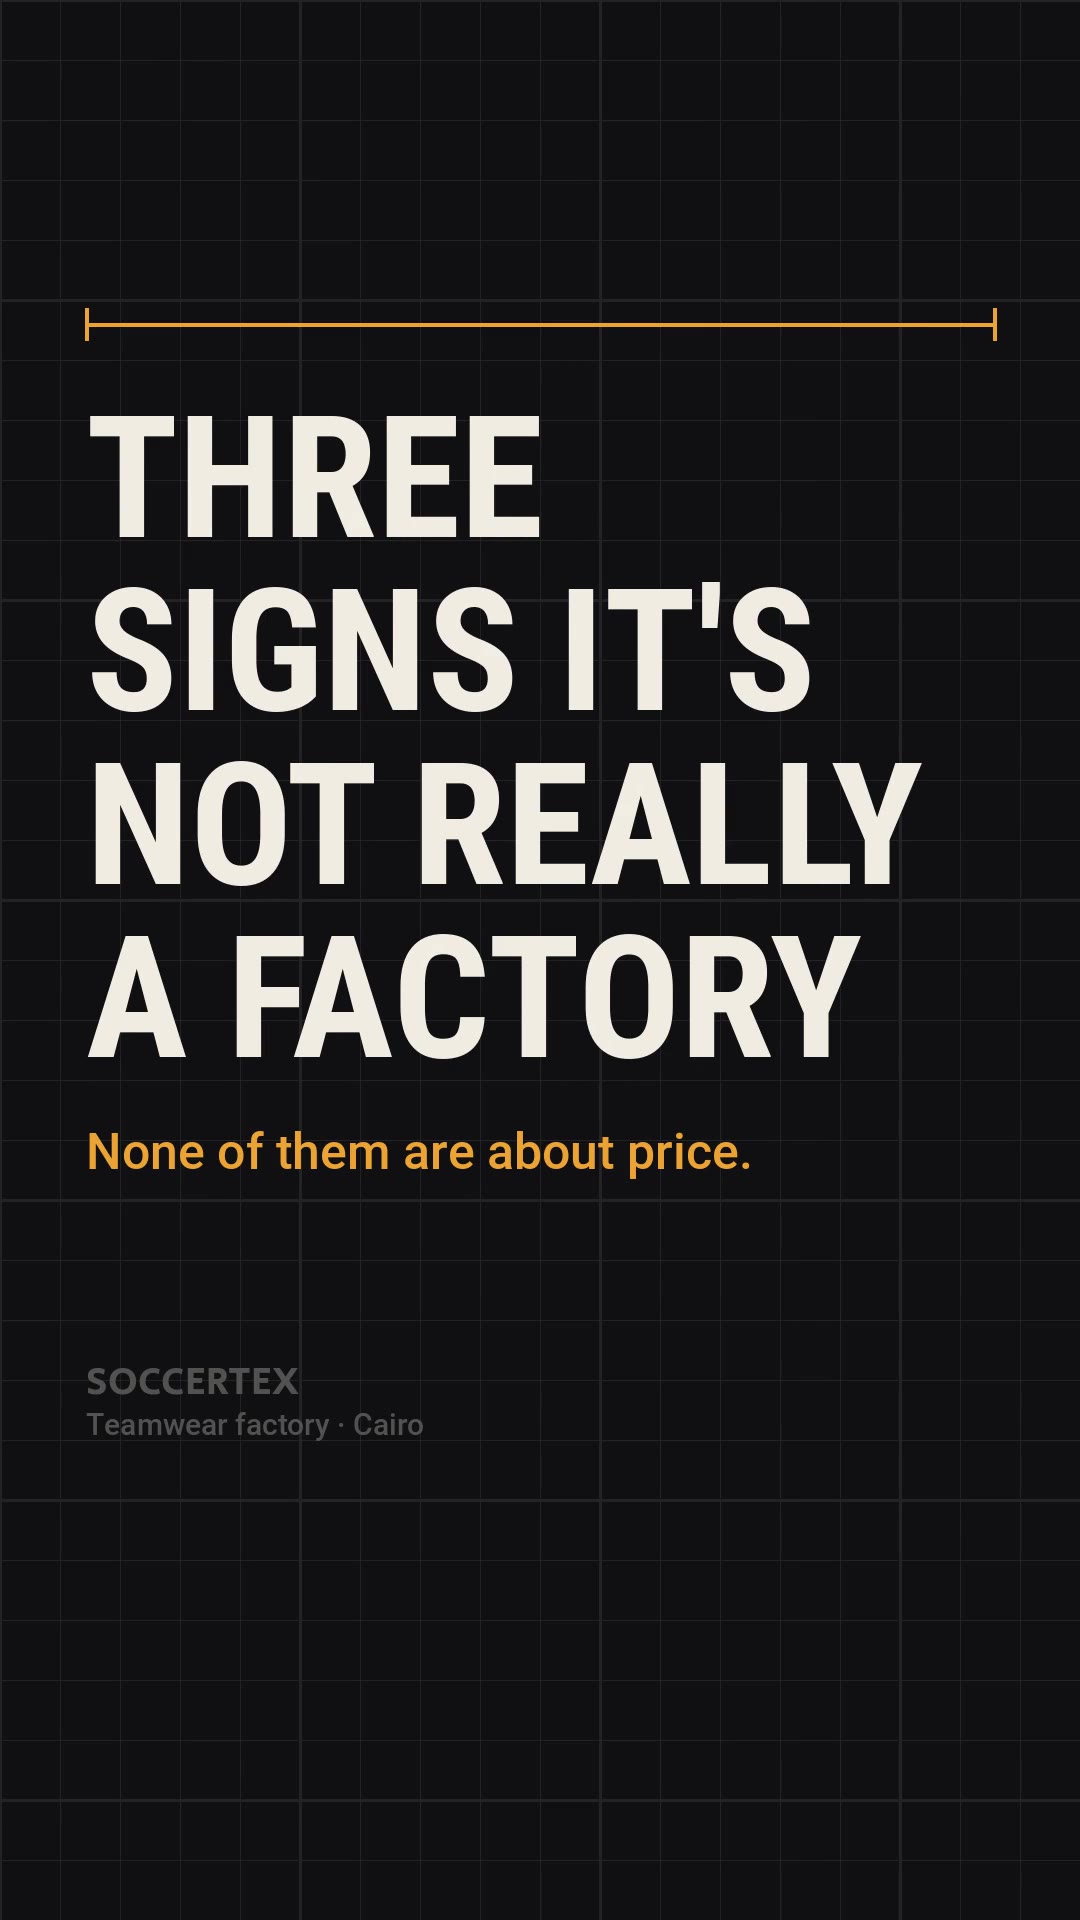 THREE
SIGNS IT'S
NOT REALLY
A FACTORY
None of them are about price.
SOCCERTEX
Teamwear factory · Cairo